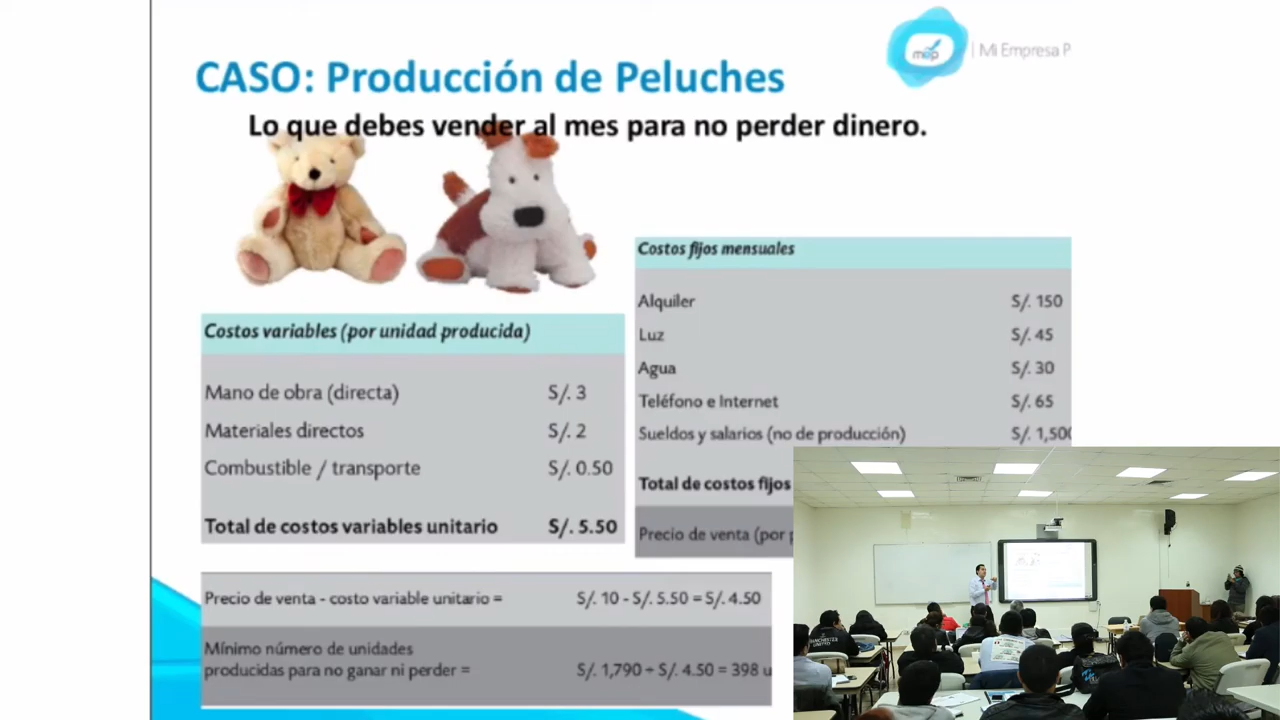 mep | Mi Empresa P
CASO: Producción de Peluches
Lo que debes vender al mes para no perder dinero.
Costos fijos mensuales
Alquiler S/. 150
Luz S/. 45
Agua S/. 30
Teléfono e Internet S/. 65
Sueldos y salarios (no de producción) S/. 1,500
Total de costos fijos
Precio de venta (por p
Costos variables (por unidad producida)
Mano de obra (directa) S/. 3
Materiales directos S/. 2
Combustible / transporte S/. 0.50
Total de costos variables unitario S/. 5.50
Precio de venta - costo variable unitario = S/. 10 - S/. 5.50 = S/. 4.50
Mínimo número de unidades
producidas para no ganar ni perder = S/. 1,790 ÷ S/. 4.50 = 398 u